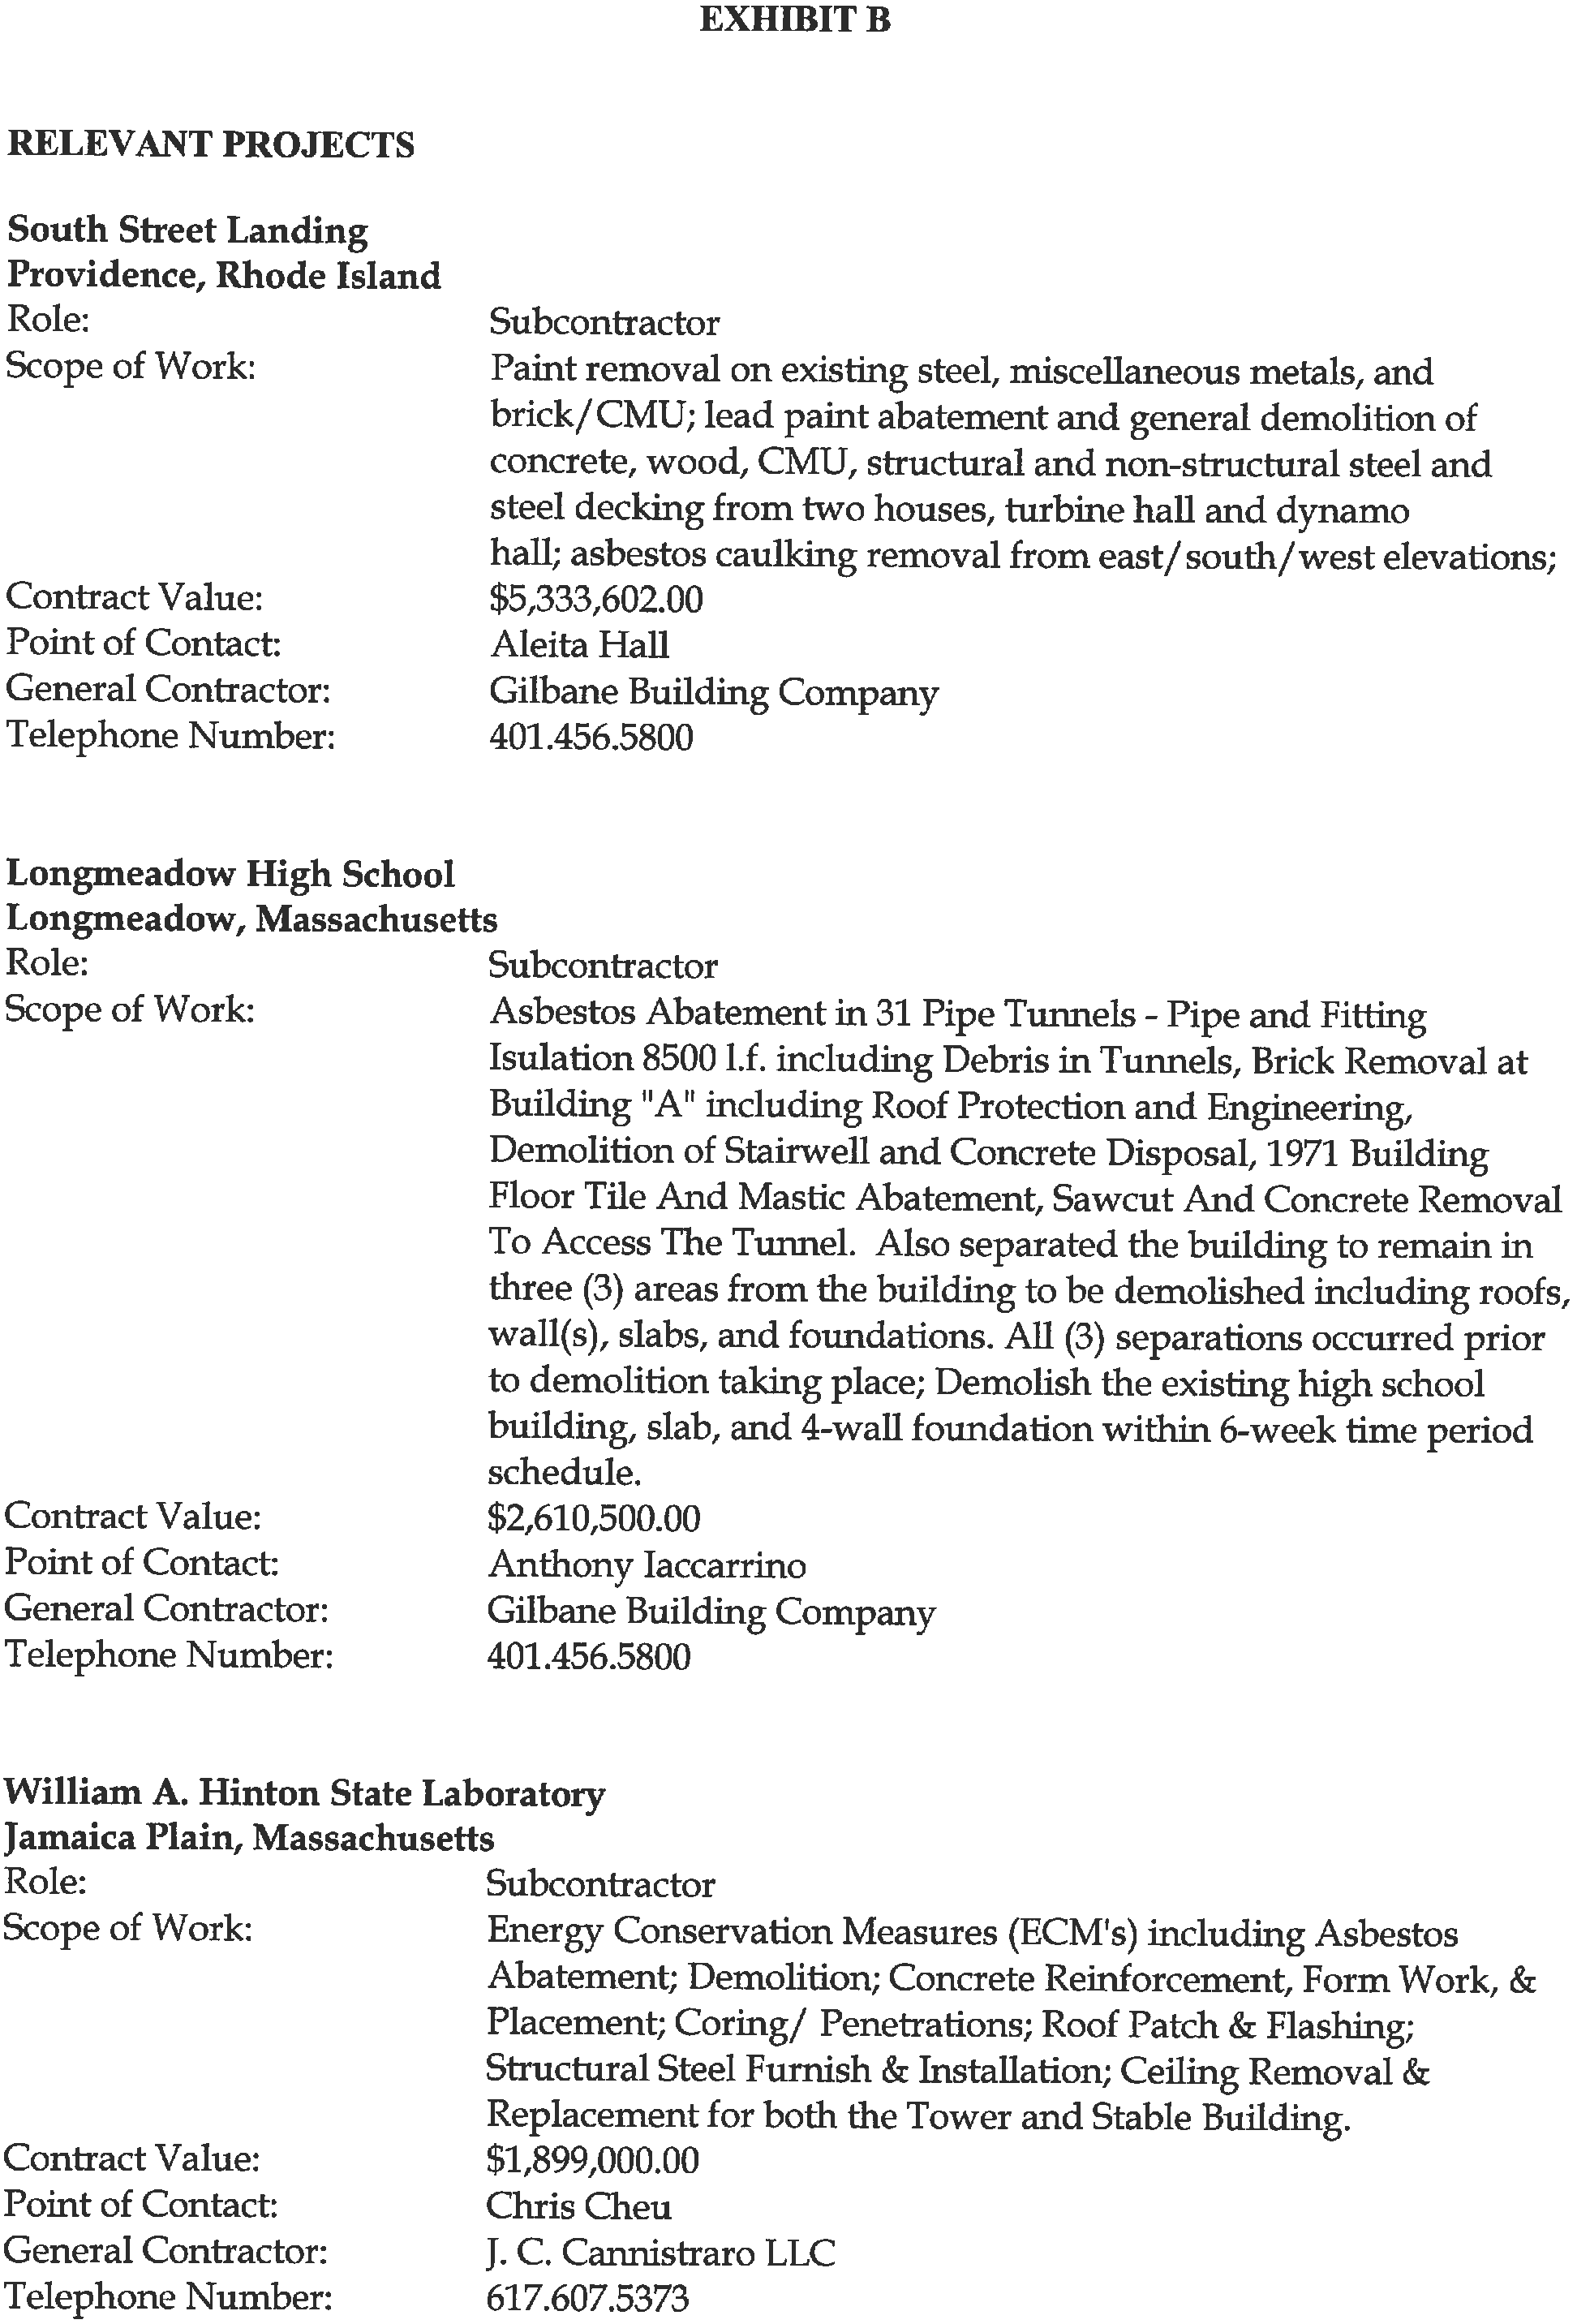 EXHIBIT B
RELEVANT PROJECTS
South Street Landing
Providence, Rhode Island
Role: Subcontractor
Scope of Work: Paint removal on existing steel, miscellaneous metals, and
brick/CMU; lead paint abatement and general demolition of
concrete, wood, CMU, structural and non-structural steel and
steel decking from two houses, turbine hall and dynamo
hall; asbestos caulking removal from east/south/west elevations;
Contract Value: $5,333,602.00
Point of Contact: Aleita Hall
General Contractor: Gilbane Building Company
Telephone Number: 401.456.5800
Longmeadow High School
Longmeadow, Massachusetts
Role: Subcontractor
Scope of Work: Asbestos Abatement in 31 Pipe Tunnels - Pipe and Fitting
Isulation 8500 l.f. including Debris in Tunnels, Brick Removal at
Building "A" including Roof Protection and Engineering,
Demolition of Stairwell and Concrete Disposal, 1971 Building
Floor Tile And Mastic Abatement, Sawcut And Concrete Removal
To Access The Tunnel. Also separated the building to remain in
three (3) areas from the building to be demolished including roofs,
wall(s), slabs, and foundations. All (3) separations occurred prior
to demolition taking place; Demolish the existing high school
building, slab, and 4-wall foundation within 6-week time period
schedule.
Contract Value: $2,610,500.00
Point of Contact: Anthony Iaccarrino
General Contractor: Gilbane Building Company
Telephone Number: 401.456.5800
William A. Hinton State Laboratory
Jamaica Plain, Massachusetts
Role: Subcontractor
Scope of Work: Energy Conservation Measures (ECM's) including Asbestos
Abatement; Demolition; Concrete Reinforcement, Form Work, &
Placement; Coring/ Penetrations; Roof Patch & Flashing;
Structural Steel Furnish & Installation; Ceiling Removal &
Replacement for both the Tower and Stable Building.
Contract Value: $1,899,000.00
Point of Contact: Chris Cheu
General Contractor: J. C. Cannistraro LLC
Telephone Number: 617.607.5373